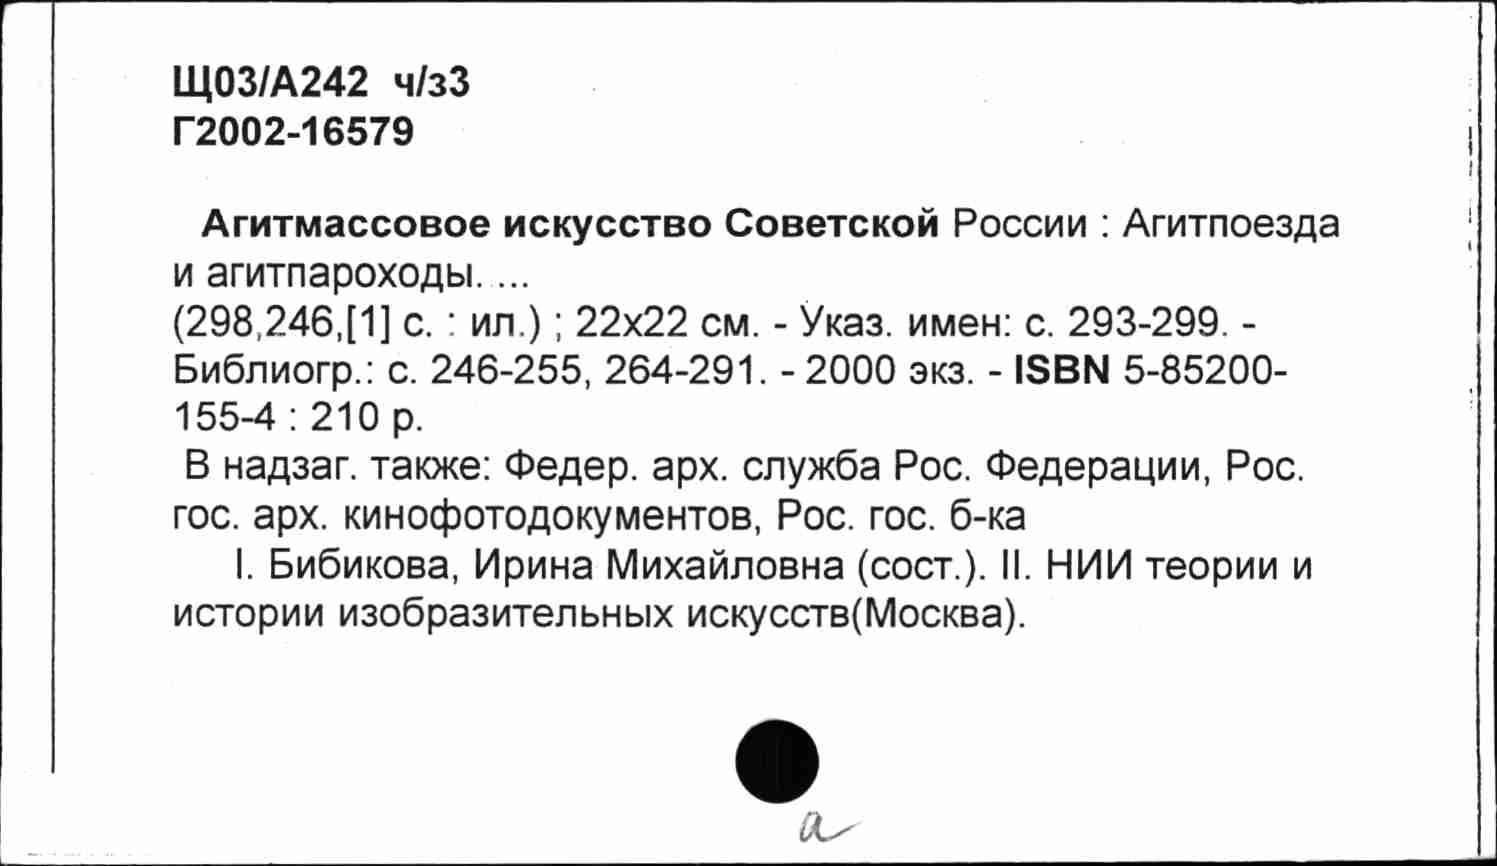 Щ03/А242 ч/з3
Г2002-16579
Агитмассовое искусство Советской России : Агитпоезда
и агитпароходы. ...
(298,246,[1] с. : ил.) ; 22х22 см. - Указ. имен: с. 293-299. -
Библиогр.: с. 246-255, 264-291. - 2000 экз. - ISBN 5-85200-
155-4 : 210 р.
В надзаг. также: Федер. арх. служба Рос. Федерации, Рос.
гос. арх. кинофотодокументов, Рос. гос. б-ка
I. Бибикова, Ирина Михайловна (сост.). II. НИИ теории и
истории изобразительных искусств(Москва).
а